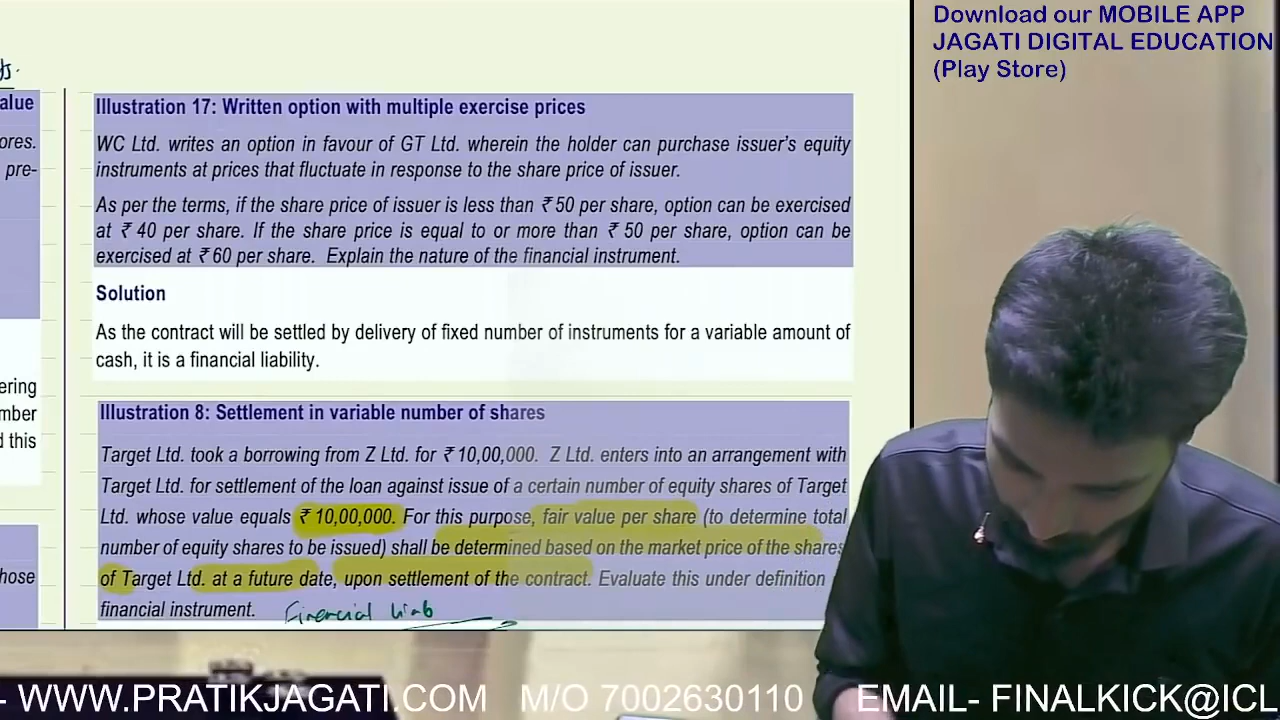 Download our MOBILE APP
JAGATI DIGITAL EDUCATION
(Play Store)
alue
ores.
pre-
ering
mber
d this
hose
Illustration 17: Written option with multiple exercise prices
WC Ltd. writes an option in favour of GT Ltd. wherein the holder can purchase issuer's equity
instruments at prices that fluctuate in response to the share price of issuer.
As per the terms, if the share price of issuer is less than ₹ 50 per share, option can be exercised
at ₹ 40 per share. If the share price is equal to or more than ₹ 50 per share, option can be
exercised at ₹ 60 per share. Explain the nature of the financial instrument.
Solution
As the contract will be settled by delivery of fixed number of instruments for a variable amount of
cash, it is a financial liability.
Illustration 8: Settlement in variable number of shares
Target Ltd. took a borrowing from Z Ltd. for ₹ 10,00,000. Z Ltd. enters into an arrangement with
Target Ltd. for settlement of the loan against issue of a certain number of equity shares of Target
Ltd. whose value equals ₹ 10,00,000. For this purpose, fair value per share (to determine total
number of equity shares to be issued) shall be determined based on the market price of the shares
of Target Ltd. at a future date, upon settlement of the contract. Evaluate this under definition
financial instrument. Financial liab
- WWW.PRATIKJAGATI.COM M/O 7002630110 EMAIL- FINALKICK@ICL